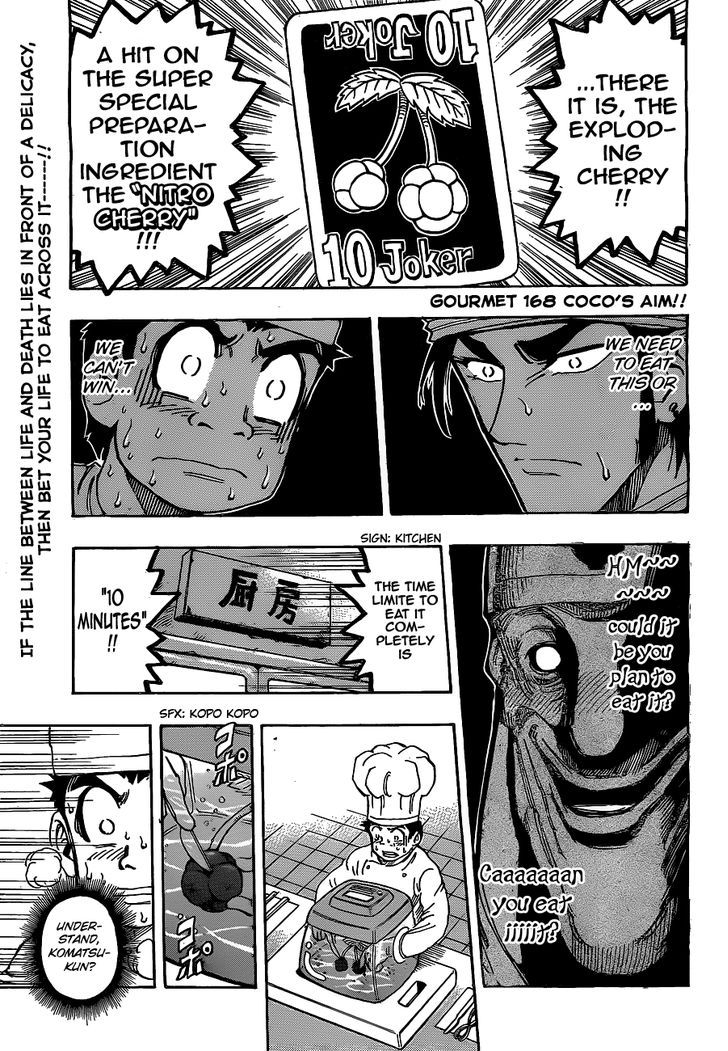 ...THERE
IT IS, THE
EXPLOD-
ING
CHERRY
!!
10 Joker
10 Joker
A HIT ON
THE SUPER
SPECIAL
PREPARA-
TION
INGREDIENT
THE "NITRO
CHERRY"
!!!
IF THE LINE BETWEEN LIFE AND DEATH LIES IN FRONT OF A DELICACY,
THEN BET YOUR LIFE TO EAT ACROSS IT------!!
GOURMET 168 COCO'S AIM!!
WE NEED
TO EAT
THIS OR
...
WE
CAN'T
WIN...
HM~~
~~~
could it
be you
plan to
eat it?
Caaaaaaan
you eat
iiiiit?
SIGN: KITCHEN
THE TIME
LIMITE TO
EAT IT
COM-
PLETELY
IS
厨房
"10
MINUTES"
!!
SFX: KOPO KOPO
コポ
コポ
UNDER-
STAND,
KOMATSU-
KUN?